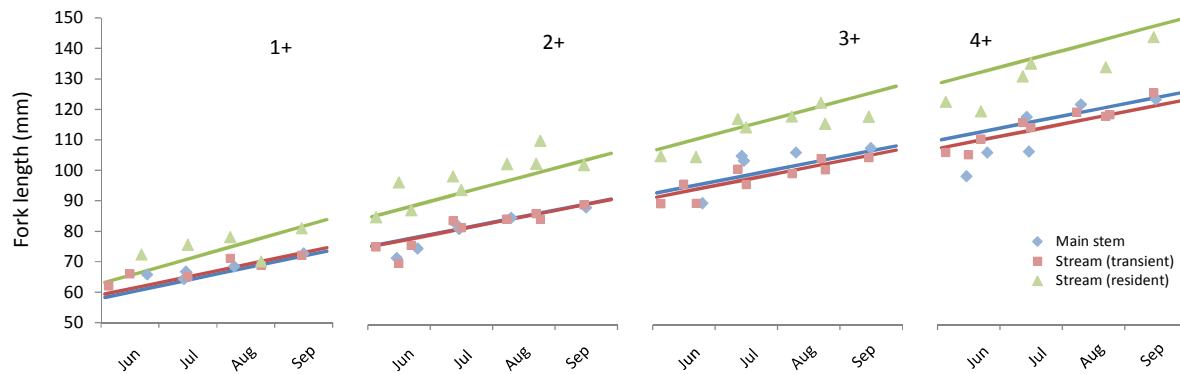 Fork length (mm)
150
140
130
120
110
100
90
80
70
60
50
1+
2+
3+
4+
Jun
Jul
Aug
Sep
Jun
Jul
Aug
Sep
Jun
Jul
Aug
Sep
Jun
Jul
Aug
Sep
Main stem
Stream (transient)
Stream (resident)